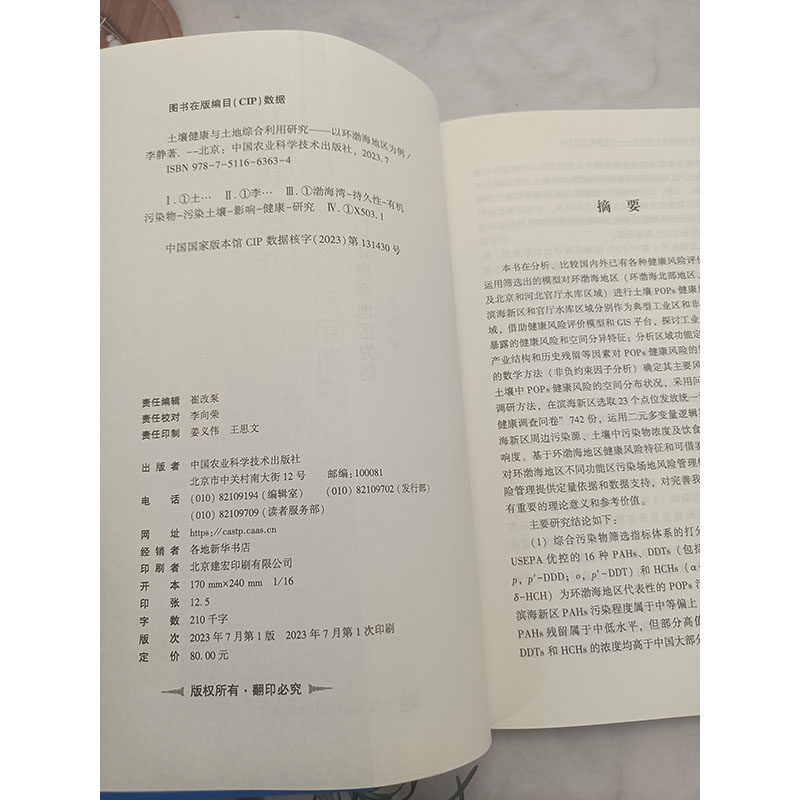 图书在版编目(CIP)数据
土壤健康与土地综合利用研究——以环渤海地区为例/
李静著. --北京：中国农业科学技术出版社，2023.7
ISBN 978-7-5116-6363-4
Ⅰ.①土… Ⅱ.①李… Ⅲ.①渤海湾-持久性-有机
污染物-污染土壤-影响-健康-研究 Ⅳ.①X503.1
中国国家版本馆 CIP 数据核字(2023)第 131430 号
责任编辑 崔改泵
责任校对 李向荣
责任印制 姜义伟 王思文
出版者 中国农业科学技术出版社
北京市中关村南大街 12 号 邮编：100081
电话 (010) 82109194 (编辑室) (010) 82109702 (发行部)
(010) 82109709 (读者服务部)
网址 https://castp.caas.cn
经销者 各地新华书店
印刷者 北京建宏印刷有限公司
开本 170 mm×240 mm 1/16
印张 12.5
字数 210 千字
版次 2023 年 7 月第 1 版 2023 年 7 月第 1 次印刷
定价 80.00 元
版权所有·翻印必究
摘 要
本书在分析、比较国内外已有各种健康风险评价
运用筛选出的模型对环渤海地区（环渤海北部地区、
及北京和河北官厅水库区域）进行土壤 POPs 健康
滨海新区和官厅水库区域分别作为典型工业区和非
域，借助健康风险评价模型和 GIS 平台，探讨工业
暴露的健康风险和空间分异特征；分析区域功能定
产业结构和历史残留等因素对 POPs 健康风险的
的数学方法（非负约束因子分析）确定其主要风
土壤中 POPs 健康风险的空间分布状况，采用问
调研方法，在滨海新区选取 23 个点位发放统一
健康调查问卷” 742 份，运用二元多变量逻辑
海新区周边污染源、土壤中污染物浓度及饮食
响度。基于环渤海地区健康风险特征和可借鉴
对环渤海地区不同功能区污染场地风险管理
险管理提供定量依据和数据支持，对完善我
有重要的理论意义和参考价值。
主要研究结论如下：
（1）综合污染物筛选指标体系的打分
USEPA 优控的 16 种 PAHs、DDTs（包括
p, p′-DDD；o, p′-DDT）和 HCHs（α-
δ-HCH）为环渤海地区代表性的 POPs 污
滨海新区 PAHs 污染程度属于中等偏上
PAHs 残留属于中低水平，但部分高值
DDTs 和 HCHs 的浓度均高于中国大部分